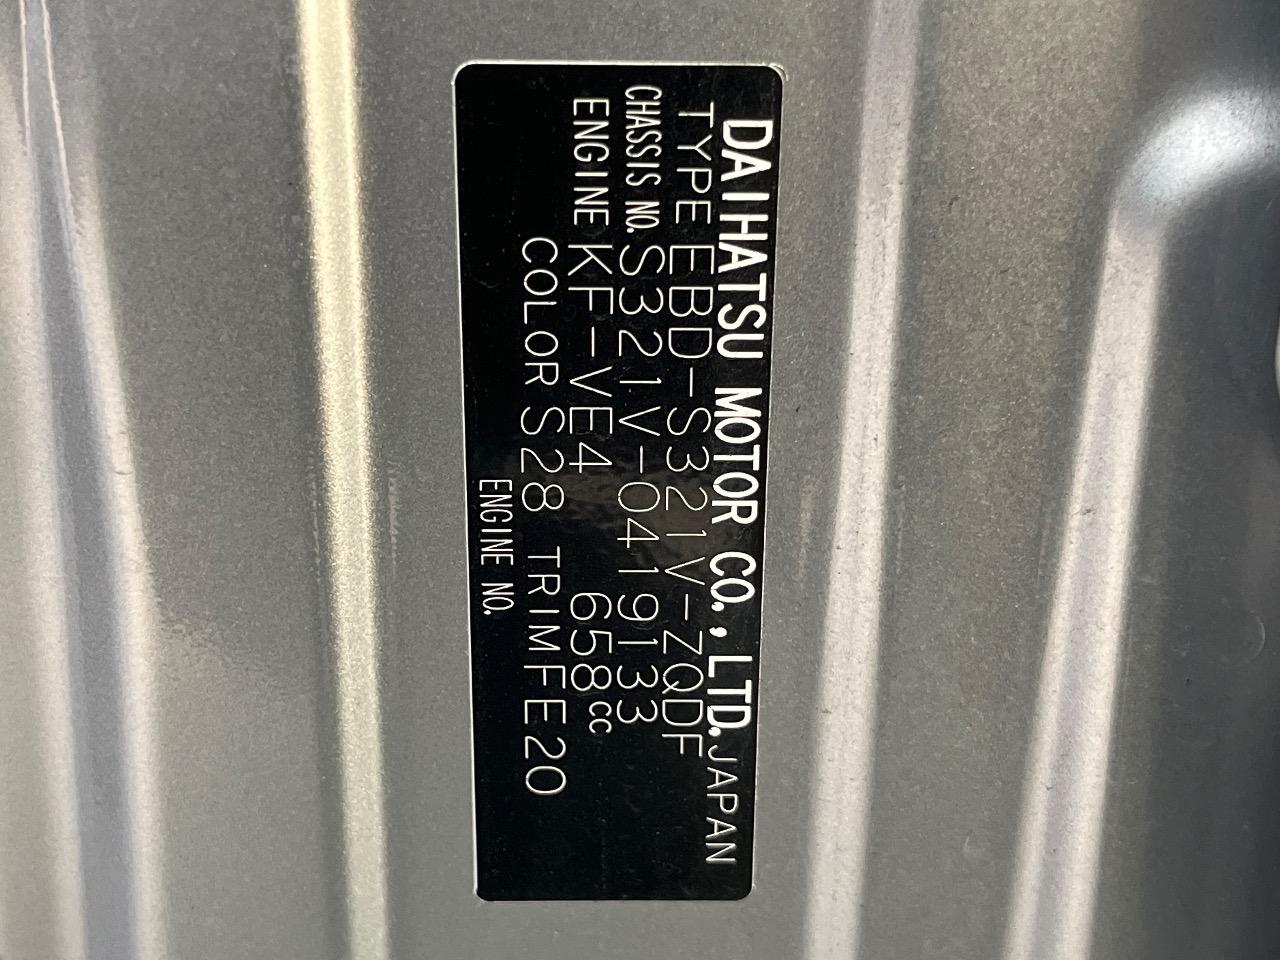 DAIHATSU MOTOR CO., LTD. JAPAN
TYPE EBD-S321V-ZQDF
CHASSIS NO. S321V-0419133
ENGINE KF-VE4 658cc
COLOR S28 TRIM FE20
ENGINE NO.